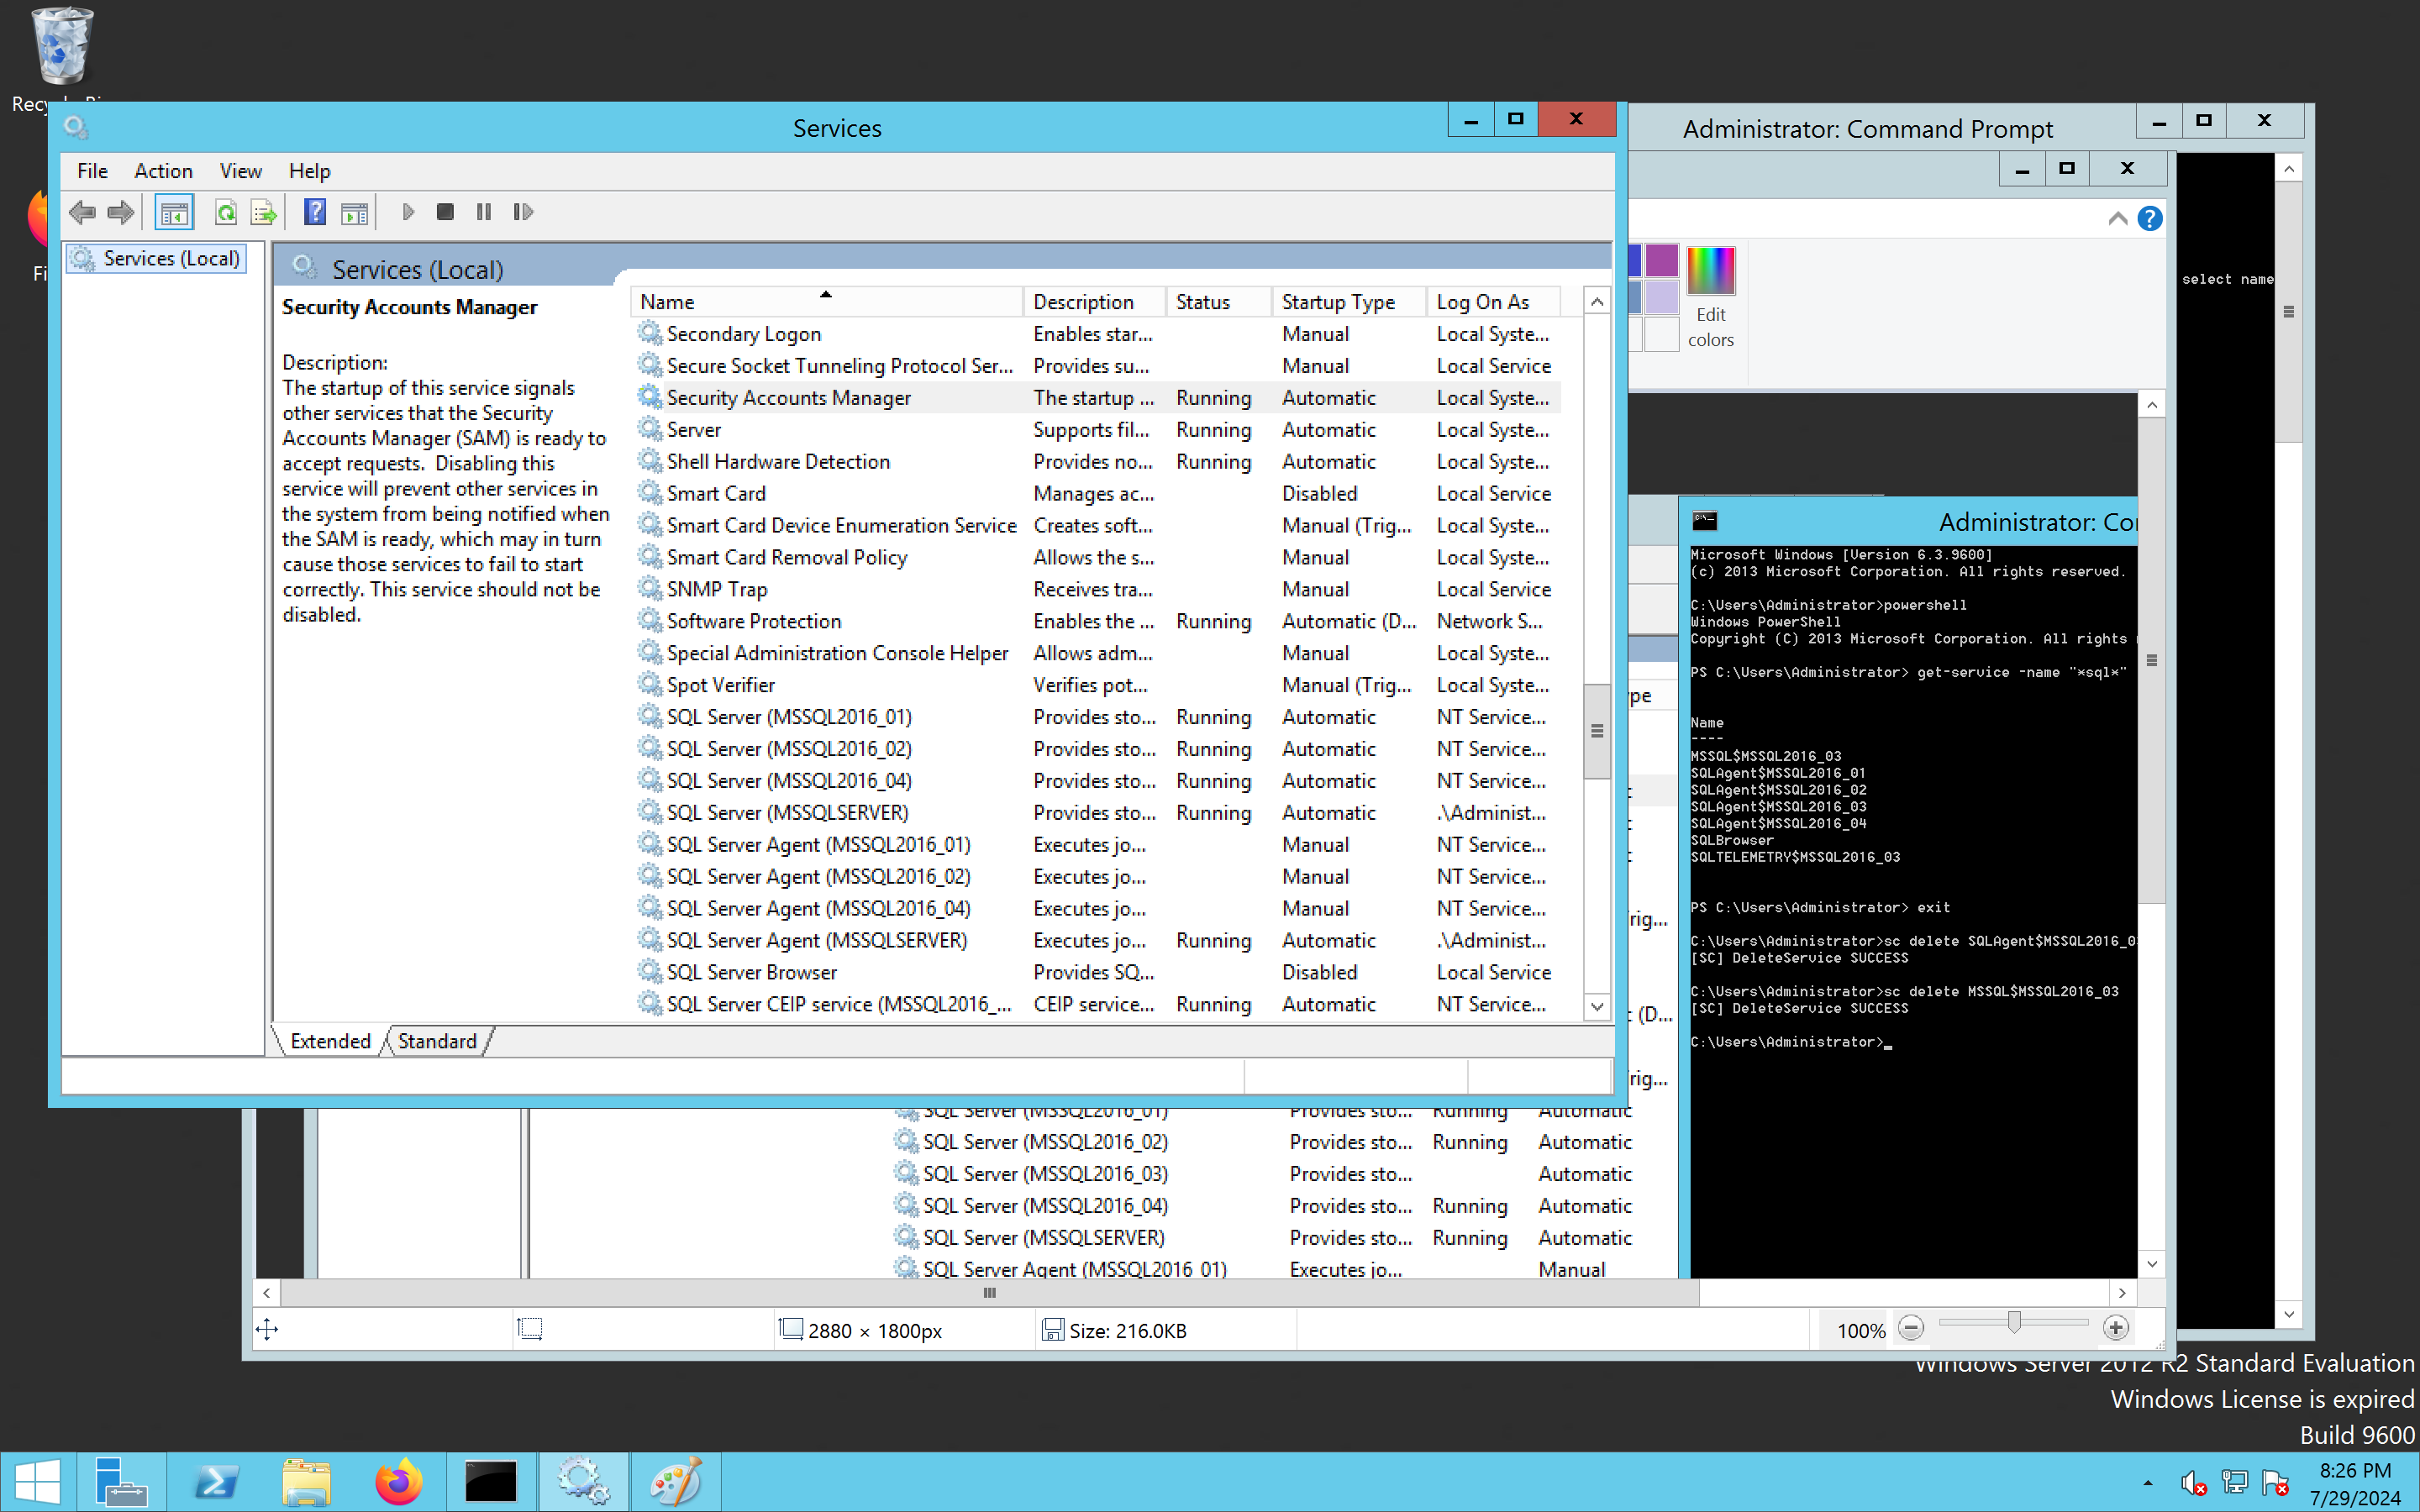 Services
File Action View Help
Services (Local)
Services (Local)
Security Accounts Manager
Description:
The startup of this service signals
other services that the Security
Accounts Manager (SAM) is ready to
accept requests. Disabling this
service will prevent other services in
the system from being notified when
the SAM is ready, which may in turn
cause those services to fail to start
correctly. This service should not be
disabled.
Name Description Status Startup Type Log On As
Secondary Logon Enables star... Manual Local Syste...
Secure Socket Tunneling Protocol Ser... Provides su... Manual Local Service
Security Accounts Manager The startup ... Running Automatic Local Syste...
Server Supports fil... Running Automatic Local Syste...
Shell Hardware Detection Provides no... Running Automatic Local Syste...
Smart Card Manages ac... Disabled Local Service
Smart Card Device Enumeration Service Creates soft... Manual (Trig... Local Syste...
Smart Card Removal Policy Allows the s... Manual Local Syste...
SNMP Trap Receives tra... Manual Local Service
Software Protection Enables the ... Running Automatic (D... Network S...
Special Administration Console Helper Allows adm... Manual Local Syste...
Spot Verifier Verifies pot... Manual (Trig... Local Syste...
SQL Server (MSSQL2016_01) Provides sto... Running Automatic NT Service...
SQL Server (MSSQL2016_02) Provides sto... Running Automatic NT Service...
SQL Server (MSSQL2016_04) Provides sto... Running Automatic NT Service...
SQL Server (MSSQLSERVER) Provides sto... Running Automatic .\Administ...
SQL Server Agent (MSSQL2016_01) Executes jo... Manual NT Service...
SQL Server Agent (MSSQL2016_02) Executes jo... Manual NT Service...
SQL Server Agent (MSSQL2016_04) Executes jo... Manual NT Service...
SQL Server Agent (MSSQLSERVER) Executes jo... Running Automatic .\Administ...
SQL Server Browser Provides SQ... Disabled Local Service
SQL Server CEIP service (MSSQL2016_... CEIP service... Running Automatic NT Service...
Extended Standard
Administrator: Command Prompt
select name
Edit
colors
Administrator: Co
Microsoft Windows [Version 6.3.9600]
(c) 2013 Microsoft Corporation. All rights reserved.
C:\Users\Administrator>powershell
Windows PowerShell
Copyright (C) 2013 Microsoft Corporation. All rights
PS C:\Users\Administrator> get-service -name "*sql*"
Name
----
MSSQL$MSSQL2016_03
SQLAgent$MSSQL2016_01
SQLAgent$MSSQL2016_02
SQLAgent$MSSQL2016_03
SQLAgent$MSSQL2016_04
SQLBrowser
SQLTELEMETRY$MSSQL2016_03
PS C:\Users\Administrator> exit
C:\Users\Administrator>sc delete SQLAgent$MSSQL2016_0
[SC] DeleteService SUCCESS
C:\Users\Administrator>sc delete MSSQL$MSSQL2016_03
[SC] DeleteService SUCCESS
C:\Users\Administrator>_
SQL Server (MSSQL2016_01) Provides sto... Running Automatic
SQL Server (MSSQL2016_02) Provides sto... Running Automatic
SQL Server (MSSQL2016_03) Provides sto... Automatic
SQL Server (MSSQL2016_04) Provides sto... Running Automatic
SQL Server (MSSQLSERVER) Provides sto... Running Automatic
SQL Server Agent (MSSQL2016_01) Executes jo... Manual
2880 × 1800px Size: 216.0KB 100%
Windows Server 2012 R2 Standard Evaluation
Windows License is expired
Build 9600
8:26 PM
7/29/2024